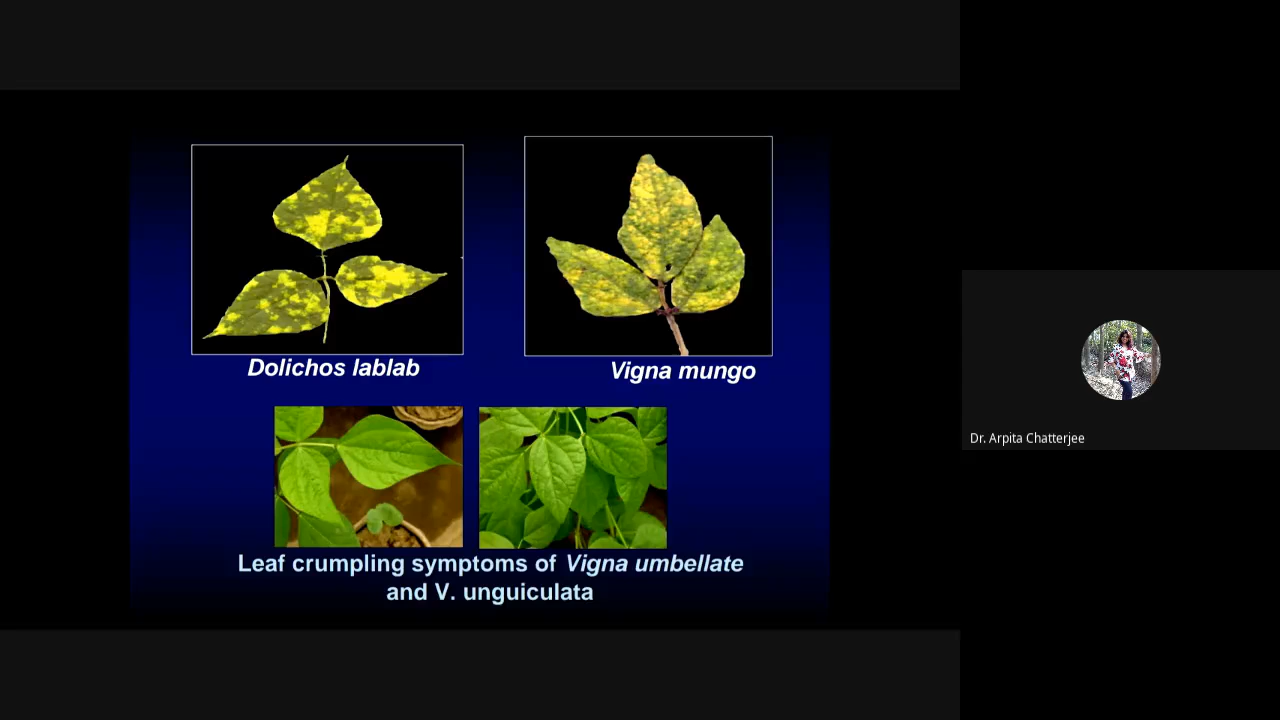 Dolichos lablab
Vigna mungo
Leaf crumpling symptoms of Vigna umbellate
and V. unguiculata
Dr. Arpita Chatterjee